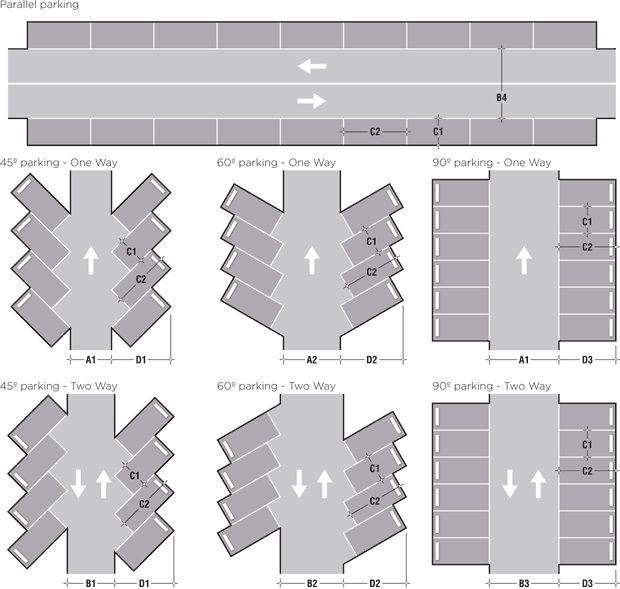 Parallel parking
B4
C2 C1
45º parking - One Way 60º parking - One Way 90º parking - One Way
C1 C1 C1
C2 C2 C2
A1 D1 A2 D2 A1 D3
45º parking - Two Way 60º parking - Two Way 90º parking - Two Way
C1 C1 C1
C2 C2 C2
B1 D1 B2 D2 B3 D3